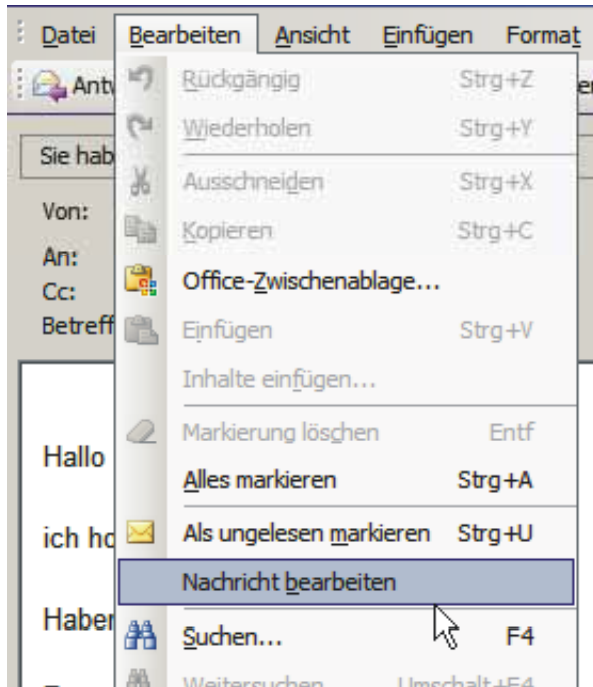 Datei Bearbeiten Ansicht Einfügen Format
Rückgängig Strg+Z
Wiederholen Strg+Y
Sie hab
Ausschneiden Strg+X
Von:
Kopieren Strg+C
An:
Office-Zwischenablage...
Cc:
Betreff
Einfügen Strg+V
Inhalte einfügen...
Markierung löschen Entf
Hallo
Alles markieren Strg+A
ich ho
Als ungelesen markieren Strg+U
Nachricht bearbeiten
Haber
Suchen... F4
Weitersuchen Umschalt+F4